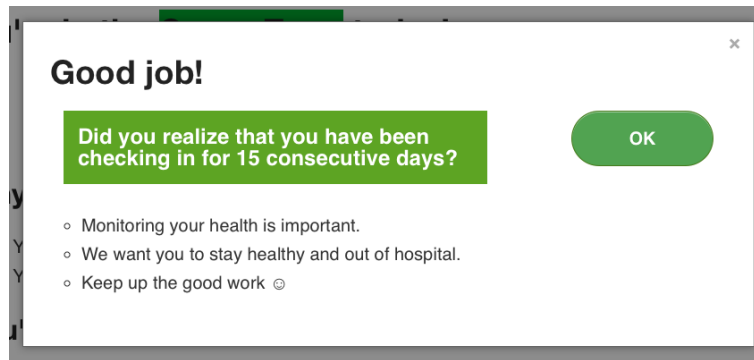 ×
Good job!
Did you realize that you have been
checking in for 15 consecutive days?
OK
Monitoring your health is important.
We want you to stay healthy and out of hospital.
Keep up the good work ☺